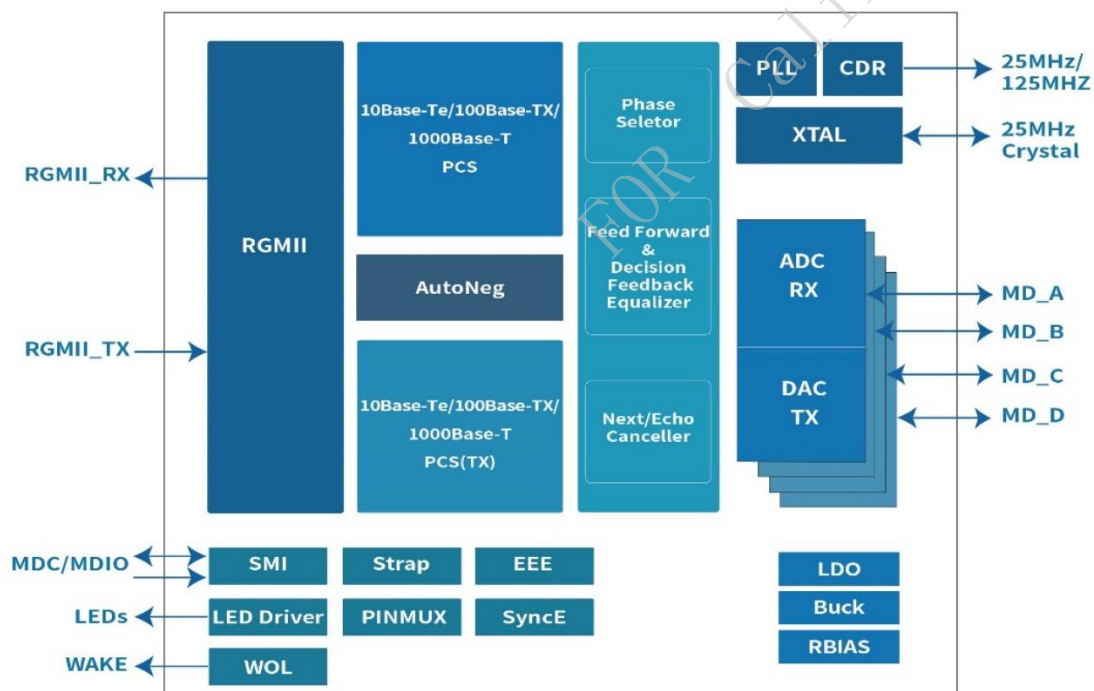 RGMII_RX
RGMII_TX
MDC/MDIO
LEDs
WAKE
RGMII
10Base-Te/100Base-TX/
1000Base-T
PCS
AutoNeg
10Base-Te/100Base-TX/
1000Base-T
PCS(TX)
Phase
Seletor
Feed Forward
&
Decision
Feedback
Equalizer
Next/Echo
Canceller
PLL
CDR
XTAL
25MHz/
125MHZ
25MHz
Crystal
ADC
RX
DAC
TX
MD_A
MD_B
MD_C
MD_D
SMI
Strap
EEE
LED Driver
PINMUX
SyncE
WOL
LDO
Buck
RBIAS
FOR